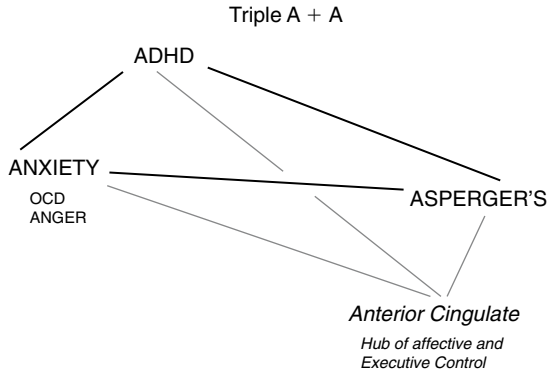 Triple A + A
ADHD
ANXIETY
OCD
ANGER
ASPERGER'S
Anterior Cingulate
Hub of affective and
Executive Control